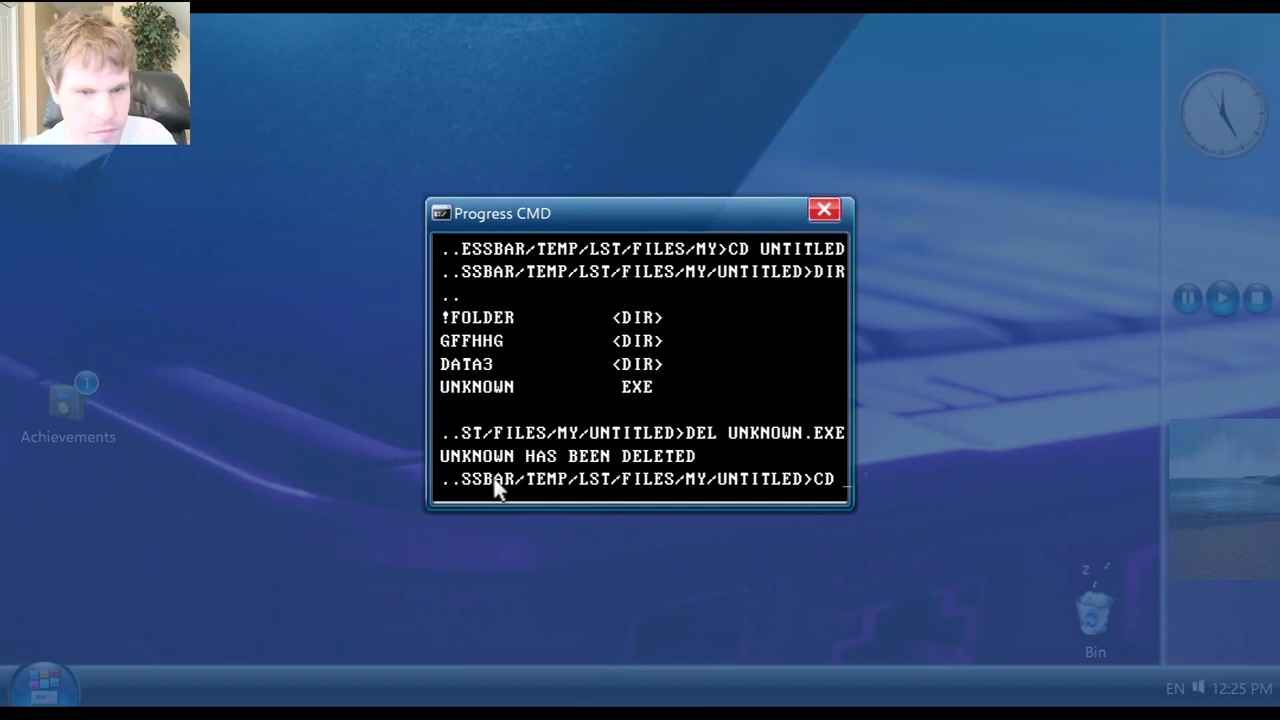 Progress CMD
..ESSBAR/TEMP/LST/FILES/MY>CD UNTITLED
..SSBAR/TEMP/LST/FILES/MY/UNTITLED>DIR
..
!FOLDER <DIR>
GFFHHG <DIR>
DATA3 <DIR>
UNKNOWN EXE
..ST/FILES/MY/UNTITLED>DEL UNKNOWN.EXE
UNKNOWN HAS BEEN DELETED
..SSBAR/TEMP/LST/FILES/MY/UNTITLED>CD _
1
Achievements
z
Bin
EN 12:25 PM